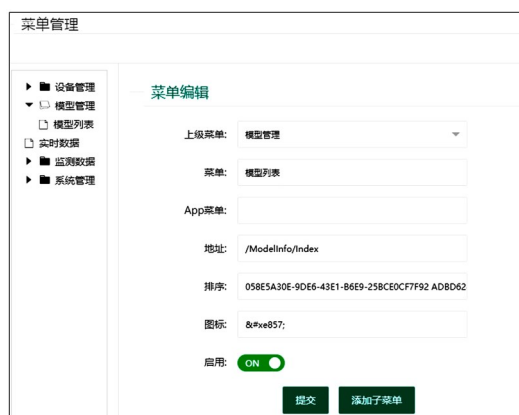 菜单管理
设备管理
模型管理
模型列表
实时数据
监测数据
系统管理
菜单编辑
上级菜单: 模型管理
菜单: 模型列表
App菜单:
地址: /ModelInfo/Index
排序: 058E5A30E-9DE6-43E1-B6E9-25BCE0CF7F92 ADBD62
图标: &#xe857;
启用: ON
提交 添加子菜单